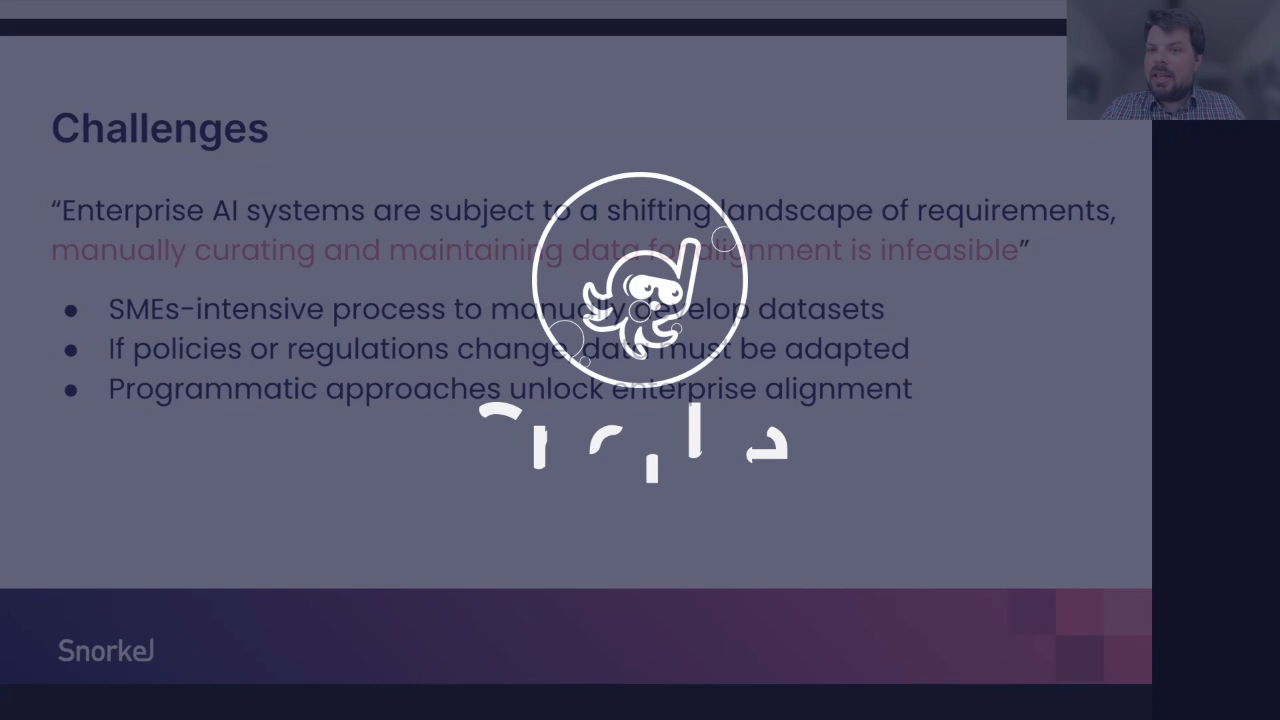 Challenges
“Enterprise AI systems are subject to a shifting landscape of requirements,
manually curating and maintaining data for alignment is infeasible”
● SMEs-intensive process to manually develop datasets
● If policies or regulations change, data must be adapted
● Programmatic approaches unlock enterprise alignment
Snorkel